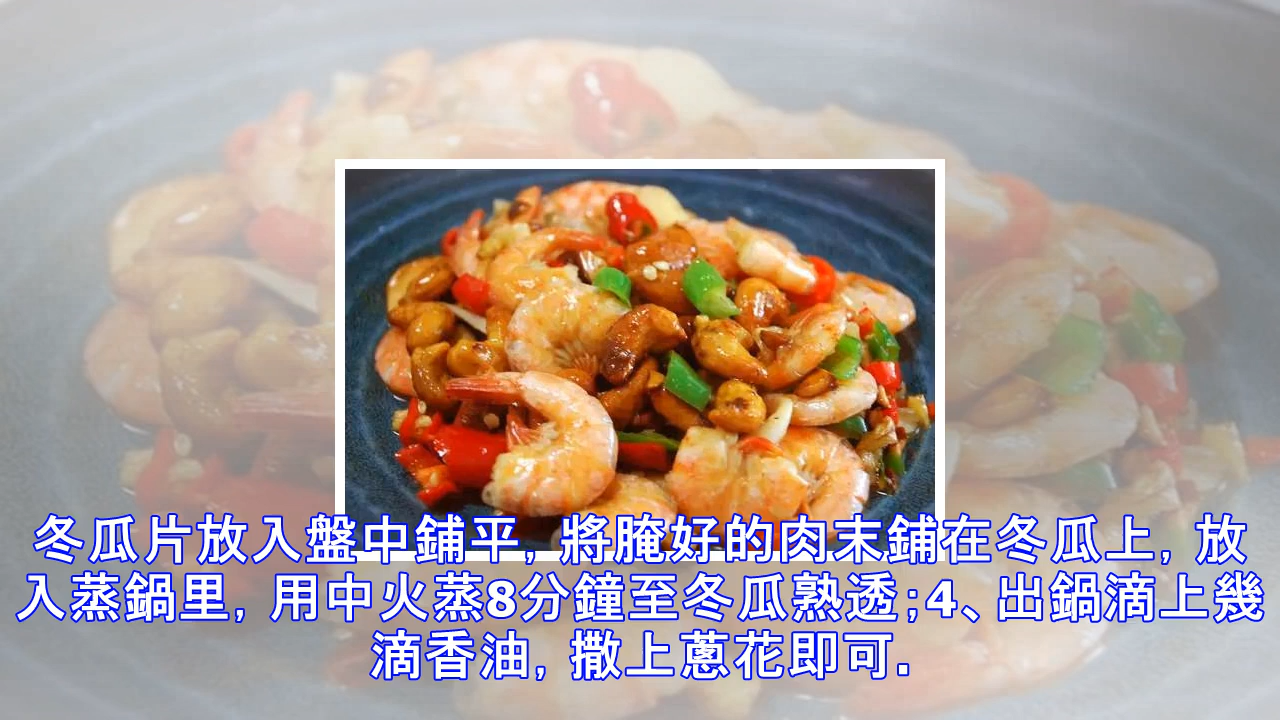 冬瓜片放入盤中鋪平, 將腌好的肉末鋪在冬瓜上, 放
入蒸鍋里, 用中火蒸8分鐘至冬瓜熟透;4、出鍋滴上幾
滴香油, 撒上蔥花即可.